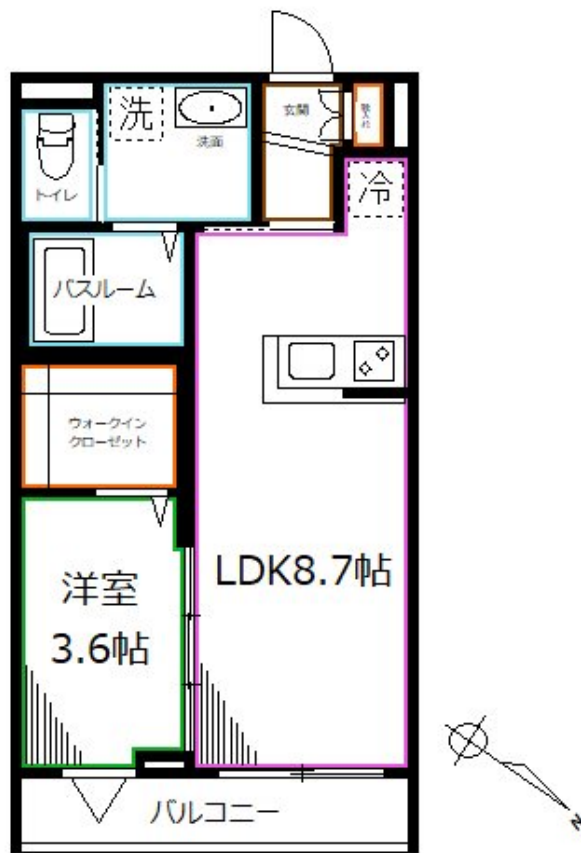 玄関
物入れ
洗
洗面
トイレ
冷
バスルーム
ウォークイン
クローゼット
LDK8.7帖
洋室
3.6帖
バルコニー
N